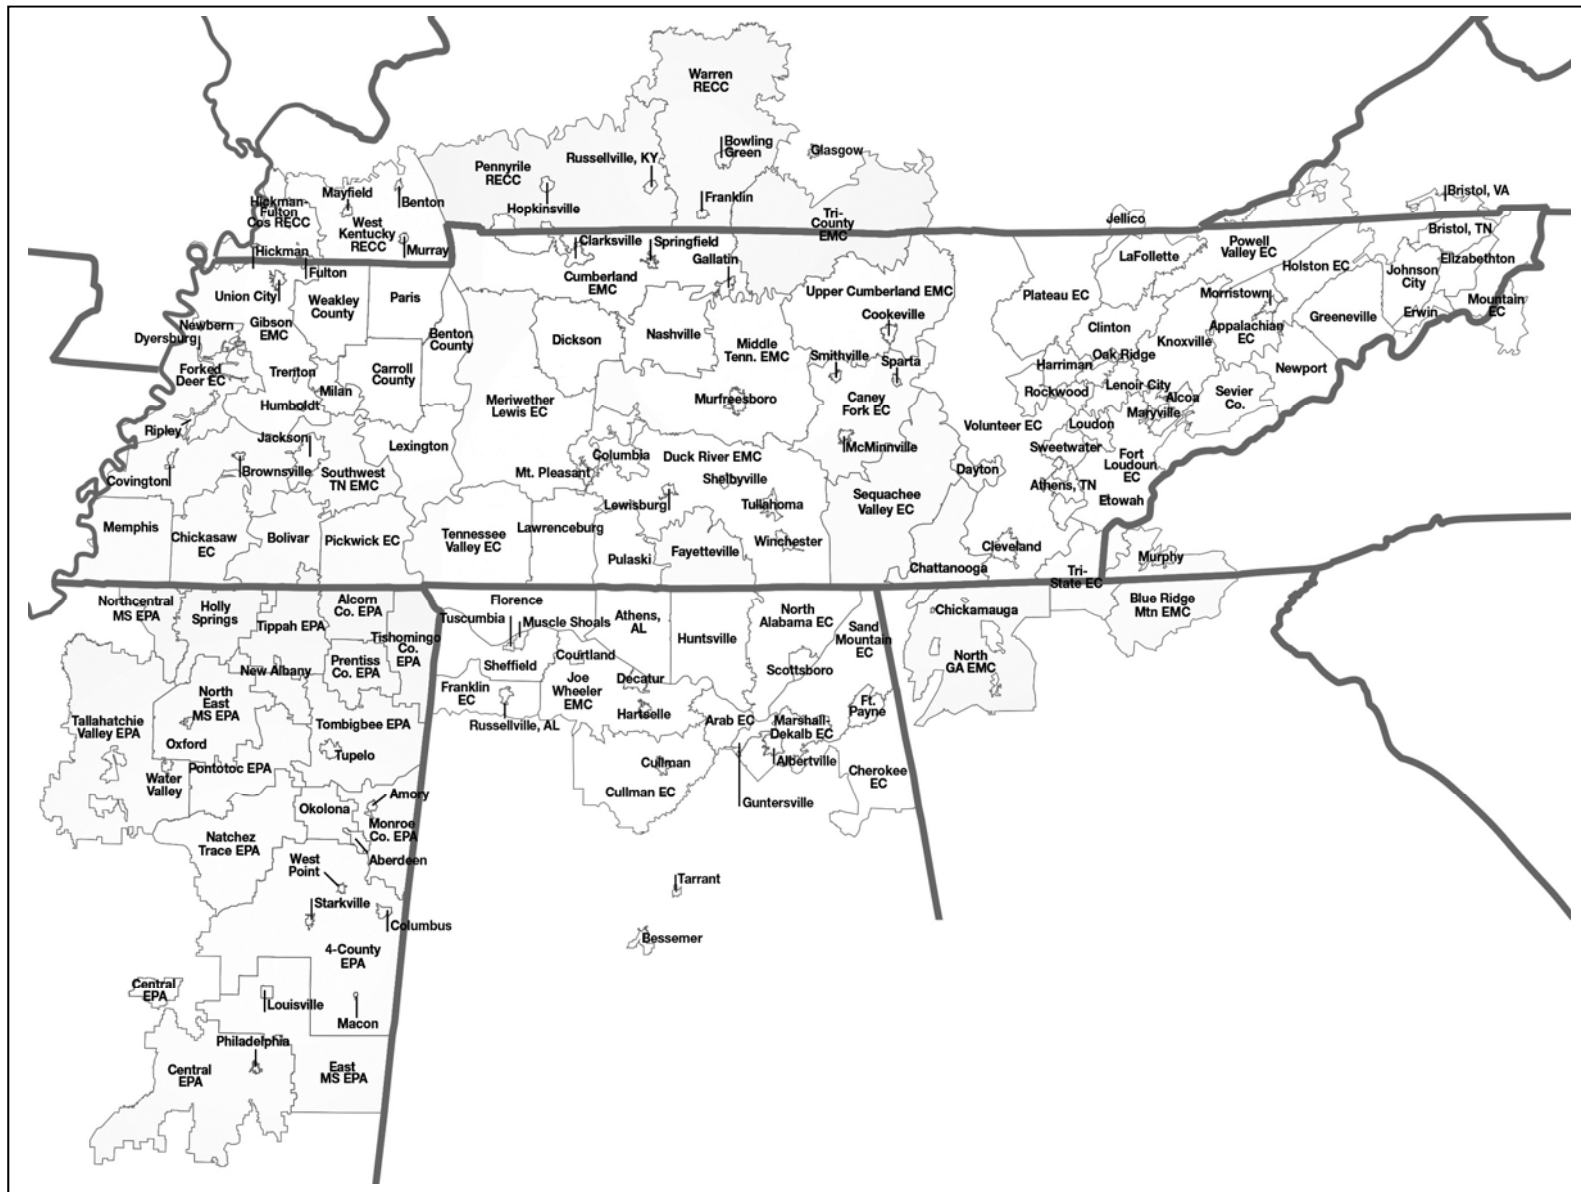 Warren
RECC
Bowling
Green
Glasgow
Russellville, KY
Pennyrile
RECC
Hopkinsville
Franklin
Tri-
County
EMC
Mayfield
Benton
Hickman-
Fulton
Cos RECC
West
Kentucky
RECC
Murray
Hickman
Fulton
Jellico
Bristol, VA
Bristol, TN
Clarksville
Springfield
Gallatin
Cumberland
EMC
Upper Cumberland EMC
Cookeville
LaFollette
Powell
Valley EC
Holston EC
Johnson
City
Elizabethton
Mountain
EC
Erwin
Union City
Weakley
County
Paris
Plateau EC
Morristown
Greeneville
Newbern
Dyersburg
Gibson
EMC
Benton
County
Dickson
Nashville
Middle
Tenn. EMC
Clinton
Knoxville
Appalachian
EC
Smithville
Sparta
Oak Ridge
Harriman
Newport
Forked
Deer EC
Trenton
Carroll
County
Milan
Humboldt
Meriwether
Lewis EC
Murfreesboro
Caney
Fork EC
Rockwood
Lenoir City
Alcoa
Maryville
Sevier
Co.
Ripley
Jackson
Lexington
Volunteer EC
Loudon
McMinnville
Sweetwater
Covington
Brownsville
Southwest
TN EMC
Mt. Pleasant
Columbia
Duck River EMC
Shelbyville
Dayton
Fort
Loudoun
EC
Athens, TN
Etowah
Lewisburg
Tullahoma
Sequachee
Valley EC
Memphis
Chickasaw
EC
Bolivar
Pickwick EC
Tennessee
Valley EC
Lawrenceburg
Pulaski
Fayetteville
Winchester
Cleveland
Chattanooga
Tri-
State EC
Murphy
Blue Ridge
Mtn EMC
Northcentral
MS EPA
Holly
Springs
Tippah EPA
Alcorn
Co. EPA
Tishomingo
Co.
EPA
Florence
Tuscumbia
Muscle Shoals
Athens,
AL
Huntsville
North
Alabama EC
Sand
Mountain
EC
Chickamauga
North
GA EMC
New Albany
Prentiss
Co. EPA
Sheffield
Courtland
Scottsboro
North
East
MS EPA
Franklin
EC
Joe
Wheeler
EMC
Decatur
Hartselle
Russellville, AL
Arab EC
Marshall-
Dekalb EC
Ft.
Payne
Tallahatchie
Valley EPA
Oxford
Tombigbee EPA
Tupelo
Water
Valley
Pontotoc EPA
Cullman
Cullman EC
Albertville
Guntersville
Cherokee
EC
Okolona
Amory
Monroe
Co. EPA
Natchez
Trace EPA
Aberdeen
West
Point
Starkville
Columbus
Tarrant
Bessemer
4-County
EPA
Central
EPA
Louisville
Macon
Philadelphia
Central
EPA
East
MS EPA